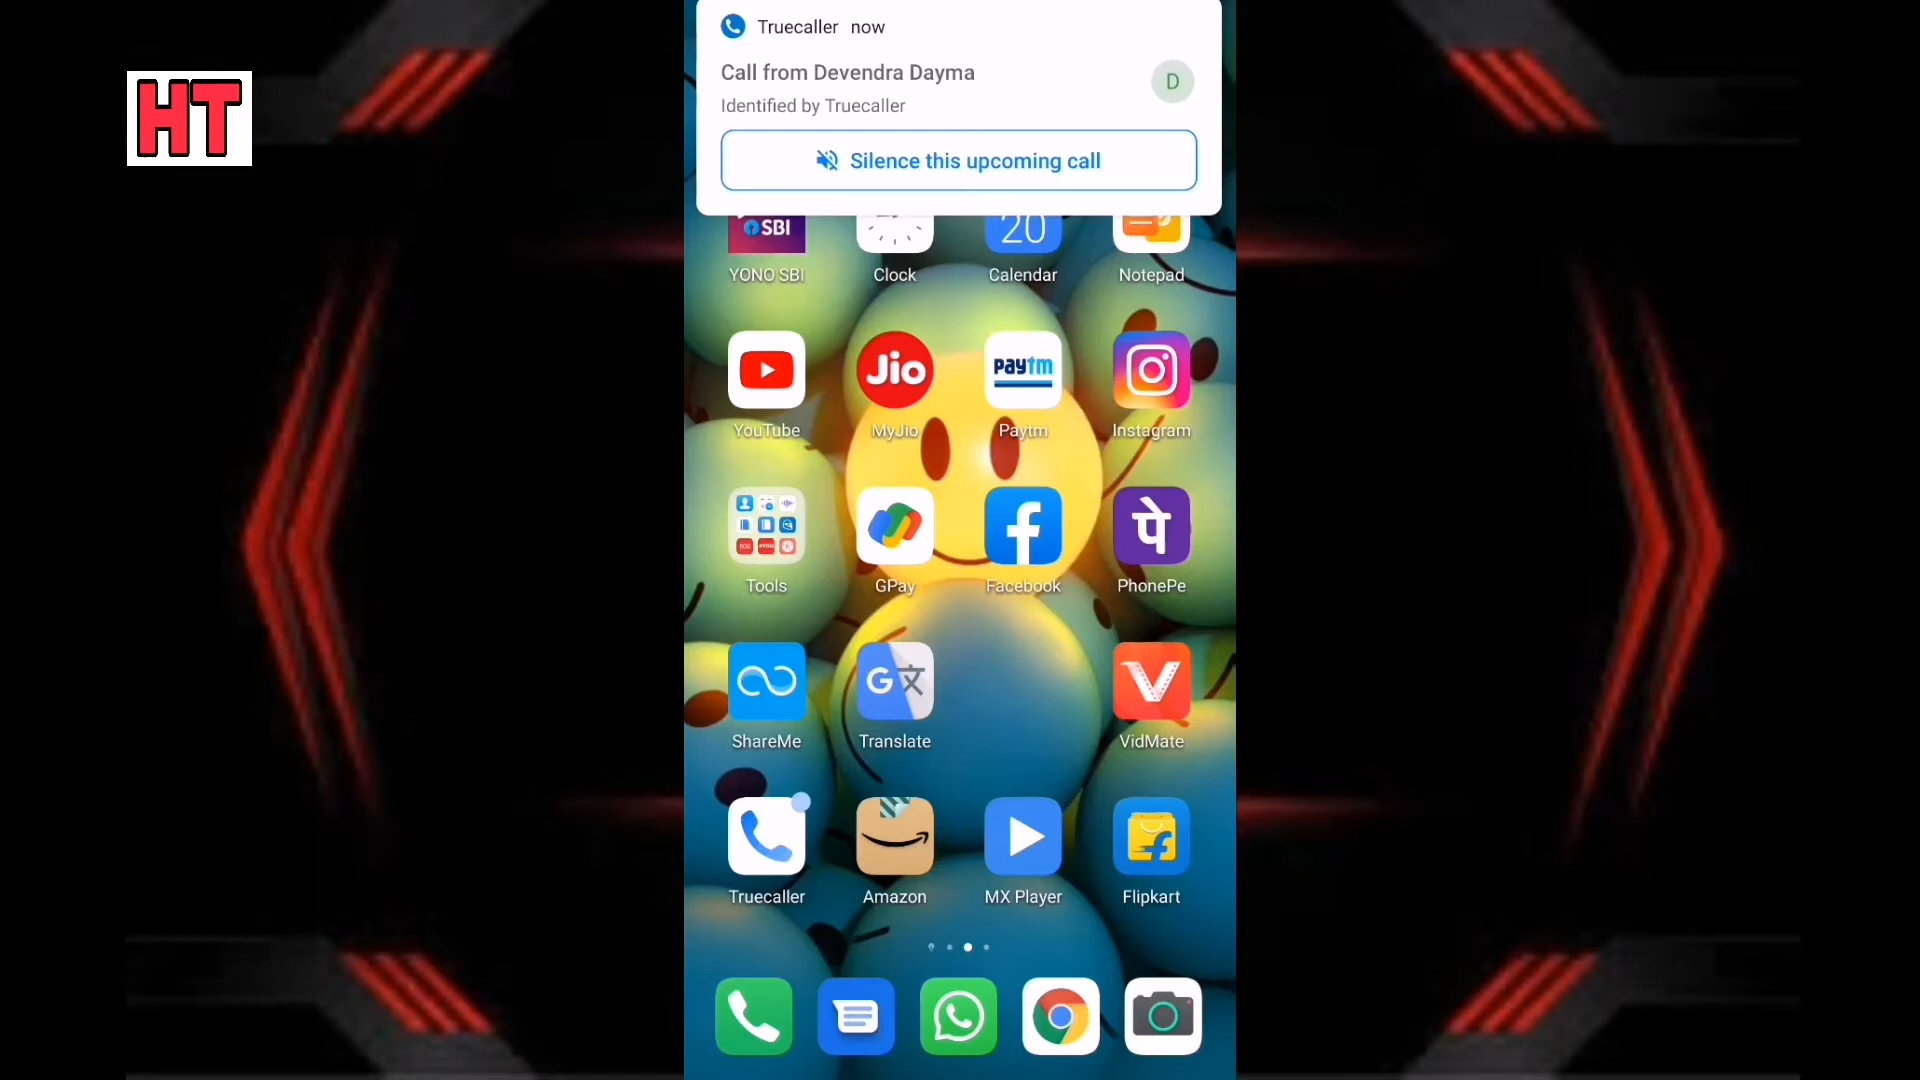 HT
Truecaller now
Call from Devendra Dayma
D
Identified by Truecaller
Silence this upcoming call
SBI
20
YONO SBI Clock Calendar Notepad
Jio paytm
YouTube MyJio Paytm Instagram
पे
Tools GPay Facebook PhonePe
G文
ShareMe Translate VidMate
Truecaller Amazon MX Player Flipkart